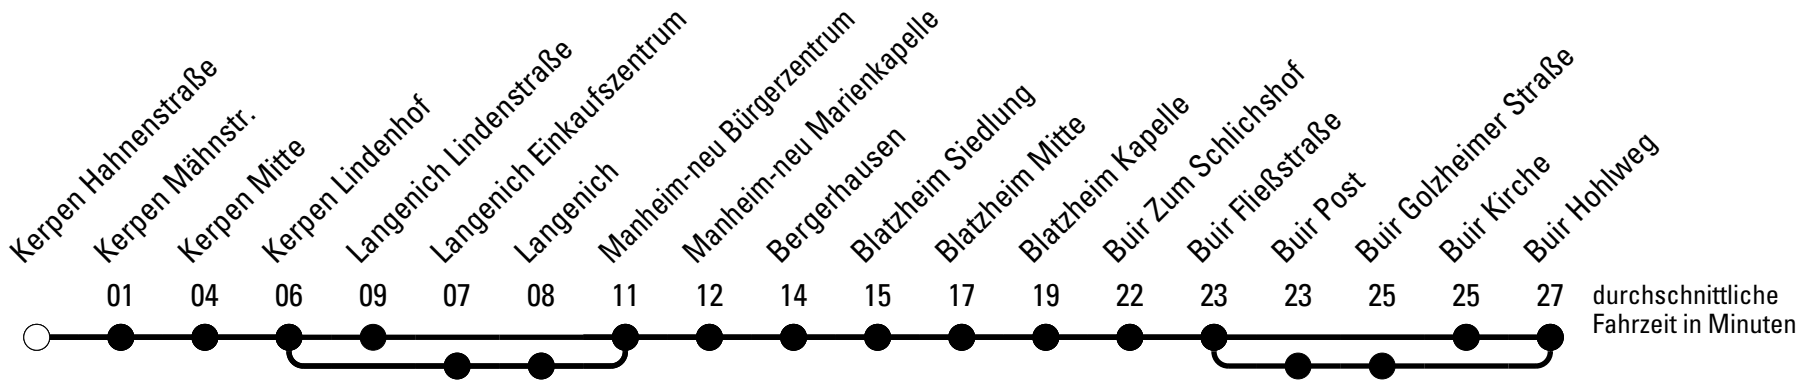 Kerpen Hahnenstraße
Kerpen Mähnstr.
Kerpen Mitte
Kerpen Lindenhof
Langenich Lindenstraße
Langenich Einkaufszentrum
Langenich
Manheim-neu Bürgerzentrum
Manheim-neu Marienkapelle
Bergerhausen
Blatzheim Siedlung
Blatzheim Mitte
Blatzheim Kapelle
Buir Zum Schlichshof
Buir Fließstraße
Buir Post
Buir Golzheimer Straße
Buir Kirche
Buir Hohlweg
01 04 06 09 07 08 11 12 14 15 17 19 22 23 23 25 25 27
durchschnittliche
Fahrzeit in Minuten